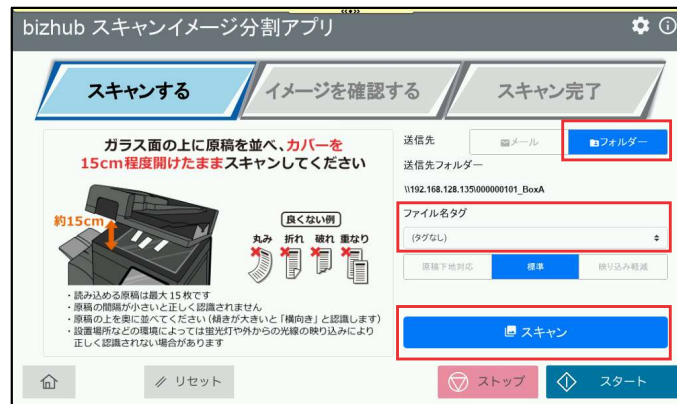 bizhub スキャンイメージ分割アプリ
スキャンする
イメージを確認する
スキャン完了
ガラス面の上に原稿を並べ、カバーを
15cm程度開けたままスキャンしてください
約15cm
良くない例
丸み 折れ 破れ 重なり
・読み込める原稿は最大15枚です
・原稿の間隔が小さいと正しく認識されません
・原稿の上を奥に並べてください(傾きが大きいと「横向き」と認識します)
・設置場所などの環境によっては蛍光灯や外からの光線の映り込みにより
正しく認識されない場合があります
送信先
メール
フォルダー
送信先フォルダー
\\192.168.128.135\000000101_BoxA
ファイル名タグ
(タグなし)
原稿下地対応
標準
映り込み軽減
スキャン
リセット
ストップ
スタート